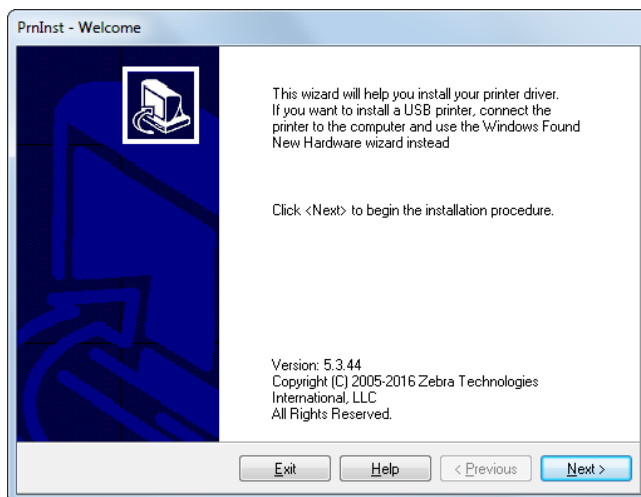 PrnInst - Welcome
This wizard will help you install your printer driver.
If you want to install a USB printer, connect the
printer to the computer and use the Windows Found
New Hardware wizard instead
Click <Next> to begin the installation procedure.
Version: 5.3.44
Copyright (C) 2005-2016 Zebra Technologies
International, LLC
All Rights Reserved.
Exit Help < Previous Next >